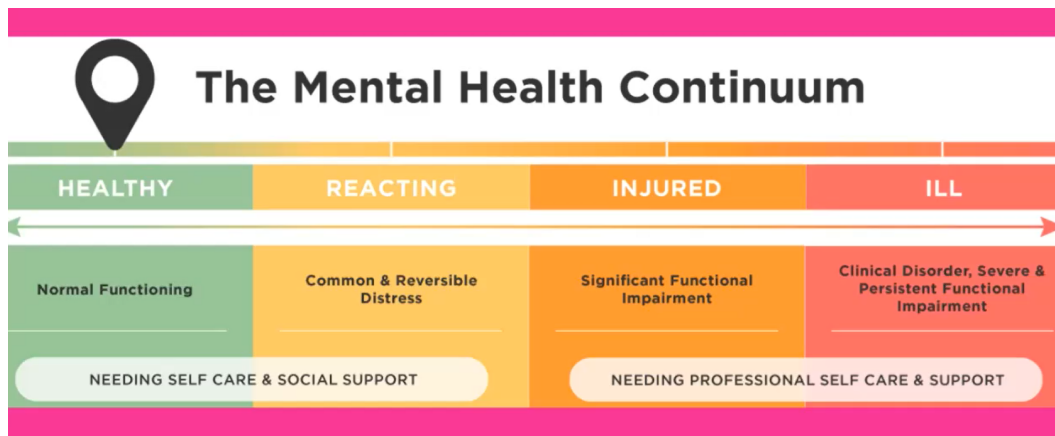 The Mental Health Continuum
HEALTHY
REACTING
INJURED
ILL
Normal Functioning
Common & Reversible
Distress
Significant Functional
Impairment
Clinical Disorder, Severe &
Persistent Functional
Impairment
NEEDING SELF CARE & SOCIAL SUPPORT
NEEDING PROFESSIONAL SELF CARE & SUPPORT